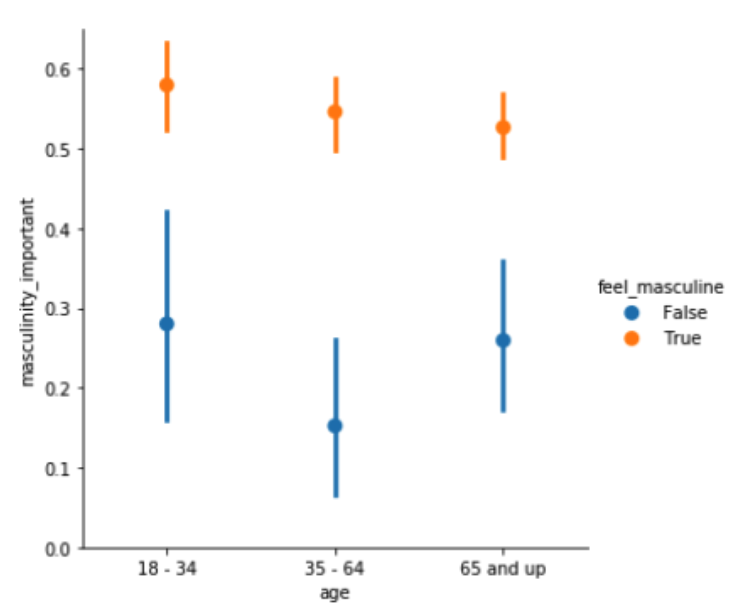 0.6
0.5
0.4
0.3
0.2
0.1
0.0
masculinity_important
18 - 34
35 - 64
65 and up
age
feel_masculine
False
True